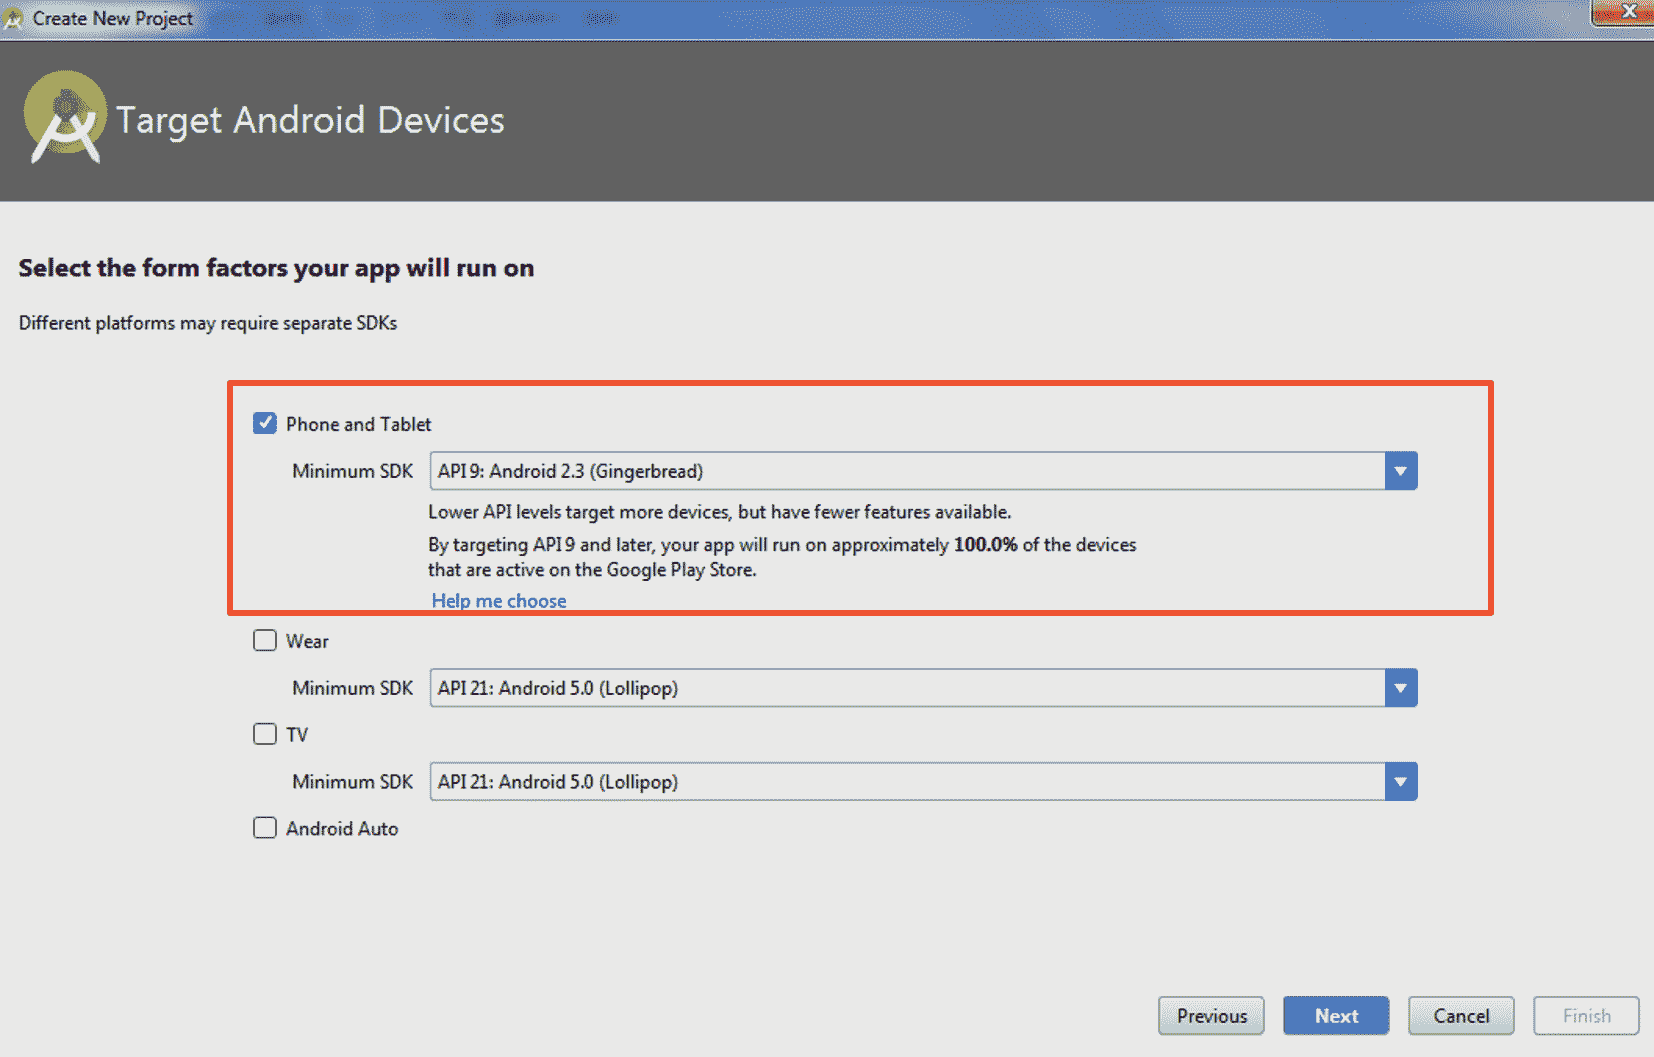 Create New Project
Target Android Devices
Select the form factors your app will run on
Different platforms may require separate SDKs
Phone and Tablet
Minimum SDK API 9: Android 2.3 (Gingerbread)
Lower API levels target more devices, but have fewer features available.
By targeting API 9 and later, your app will run on approximately 100.0% of the devices
that are active on the Google Play Store.
Help me choose
Wear
Minimum SDK API 21: Android 5.0 (Lollipop)
TV
Minimum SDK API 21: Android 5.0 (Lollipop)
Android Auto
Previous Next Cancel Finish